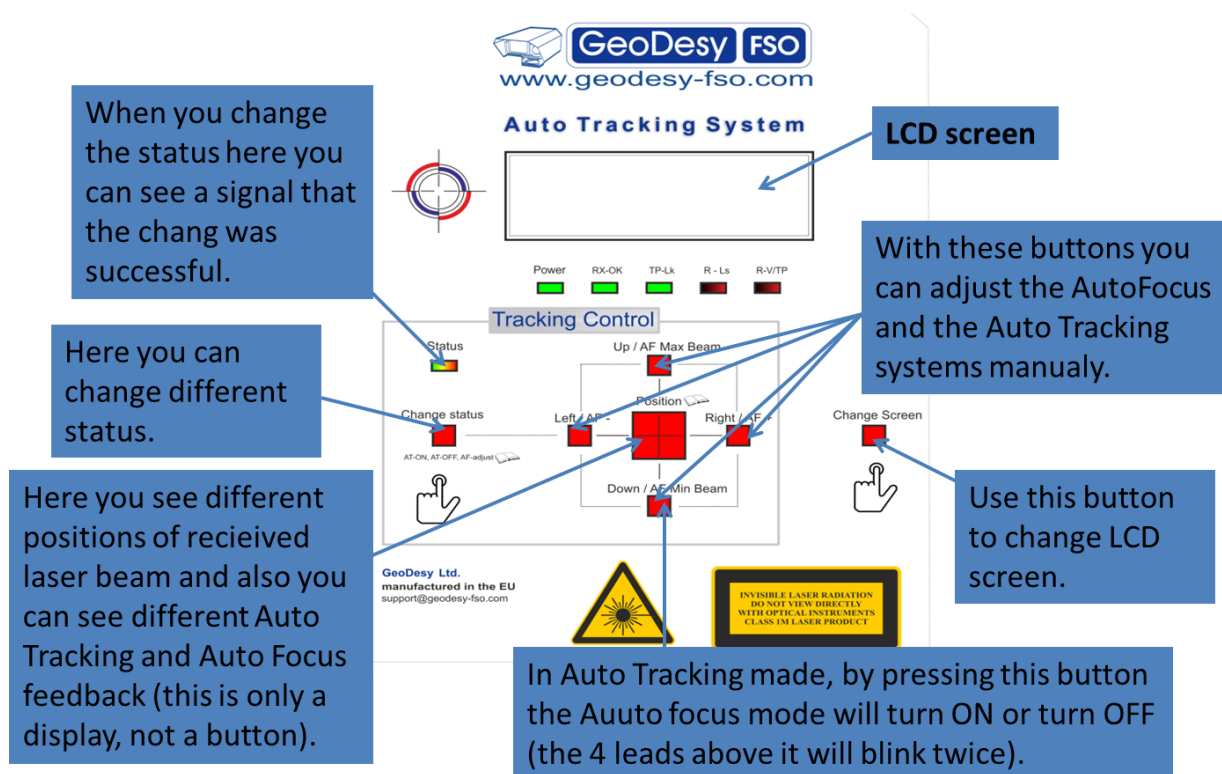 GeoDesy FSO
www.geodesy-fso.com
Auto Tracking System
When you change
the status here you
can see a signal that
the chang was
successful.
LCD screen
With these buttons you
can adjust the AutoFocus
and the Auto Tracking
systems manualy.
Power RX-OK TP-Lk R - Ls R-V/TP
Tracking Control
Status
Up / AF Max Beam
Here you can
change different
status.
Change status
Left / AF -
Position
Right / AF +
Change Screen
AT-ON, AT-OFF, AF-adjust
Down / AF Min Beam
Here you see different
positions of recieived
laser beam and also you
can see different Auto
Tracking and Auto Focus
feedback (this is only a
display, not a button).
Use this button
to change LCD
screen.
GeoDesy Ltd.
manufactured in the EU
support@geodesy-fso.com
INVISIBLE LASER RADIATION
DO NOT VIEW DIRECTLY
WITH OPTICAL INSTRUMENTS
CLASS 1M LASER PRODUCT
In Auto Tracking made, by pressing this button
the Auuto focus mode will turn ON or turn OFF
(the 4 leads above it will blink twice).